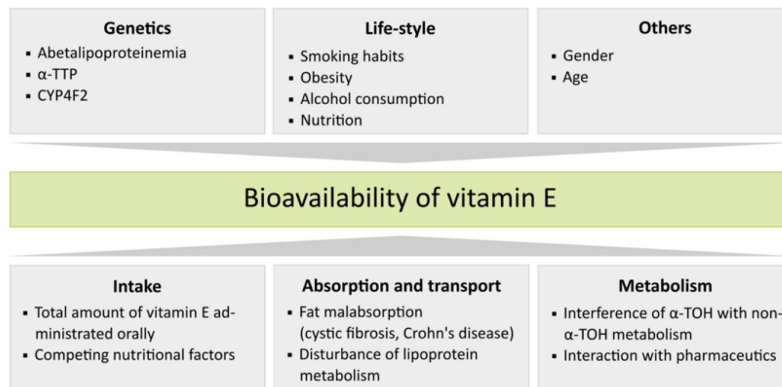 Genetics
▪ Abetalipoproteinemia
▪ α-TTP
▪ CYP4F2
Life-style
▪ Smoking habits
▪ Obesity
▪ Alcohol consumption
▪ Nutrition
Others
▪ Gender
▪ Age
Bioavailability of vitamin E
Intake
▪ Total amount of vitamin E ad-
ministrated orally
▪ Competing nutritional factors
Absorption and transport
▪ Fat malabsorption
(cystic fibrosis, Crohn's disease)
▪ Disturbance of lipoprotein
metabolism
Metabolism
▪ Interference of α-TOH with non-
α-TOH metabolism
▪ Interaction with pharmaceutics